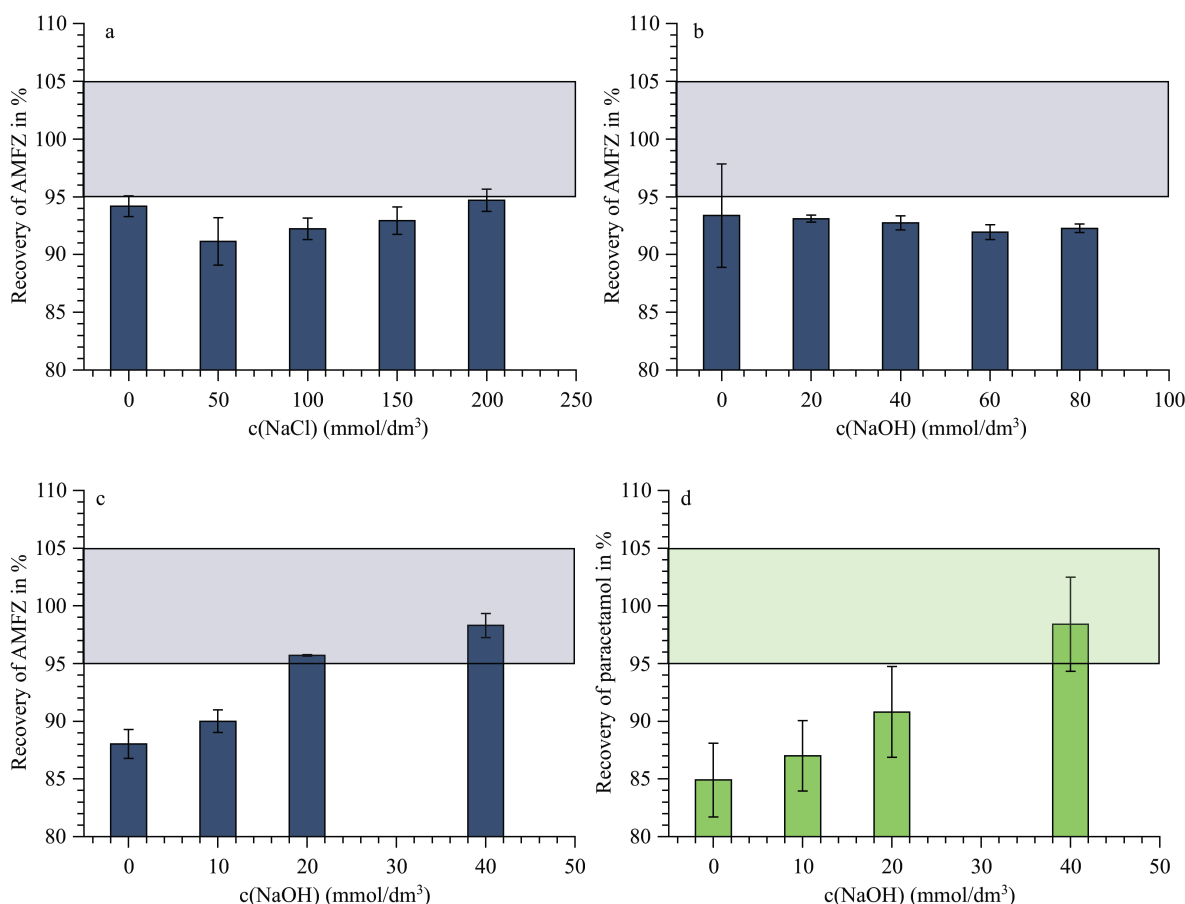 a
110
105
100
95
90
85
80
Recovery of AMFZ in %
0 50 100 150 200 250
c(NaCl) (mmol/dm³)
b
110
105
100
95
90
85
80
Recovery of AMFZ in %
0 20 40 60 80 100
c(NaOH) (mmol/dm³)
c
110
105
100
95
90
85
80
Recovery of AMFZ in %
0 10 20 30 40 50
c(NaOH) (mmol/dm³)
d
110
105
100
95
90
85
80
Recovery of paracetamol in %
0 10 20 30 40 50
c(NaOH) (mmol/dm³)